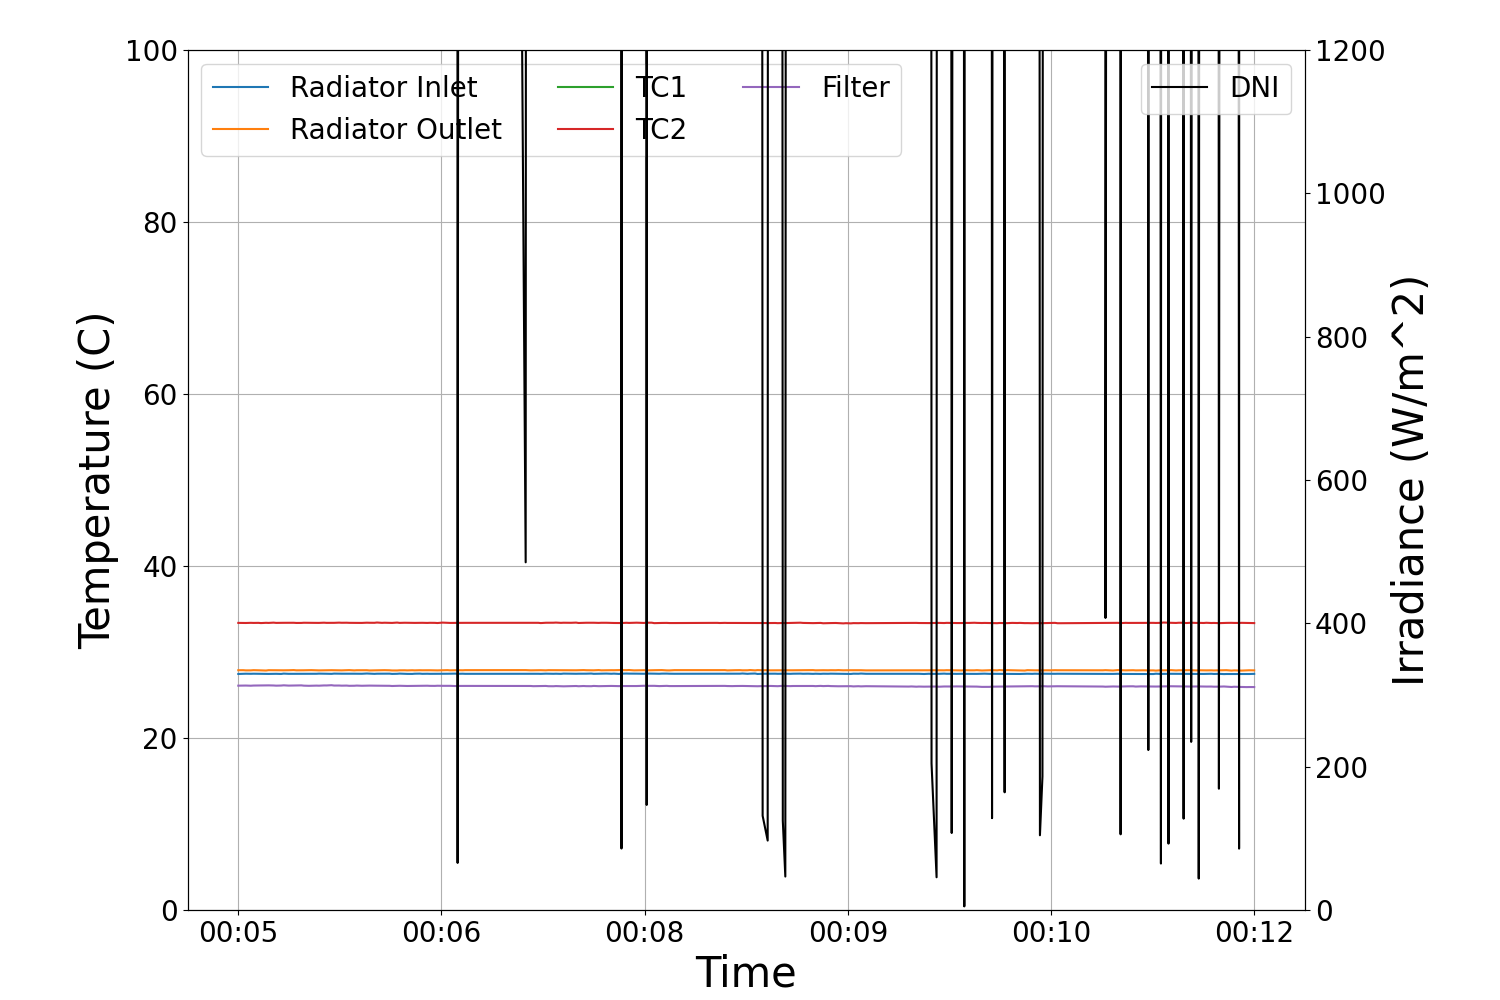 100
80
60
40
20
0
Temperature (C)
Radiator Inlet
Radiator Outlet
TC1
TC2
Filter
DNI
1200
1000
800
600
400
200
0
Irradiance (W/m^2)
00:05 00:06 00:08 00:09 00:10 00:12
Time